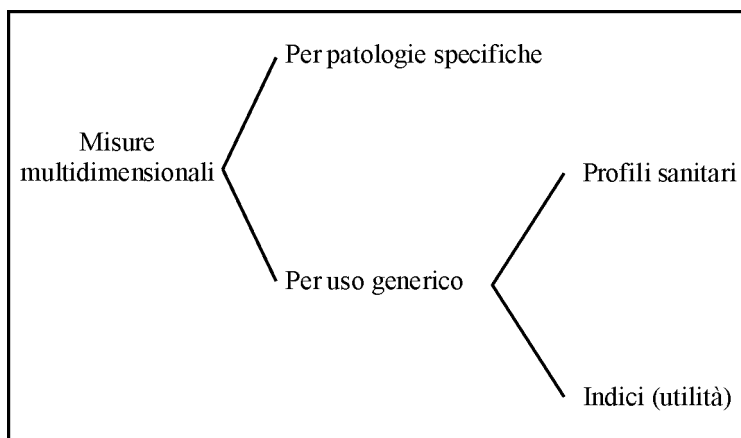 Per patologie specifiche
Misure
multidimensionali
Profili sanitari
Per uso generico
Indici (utilità)